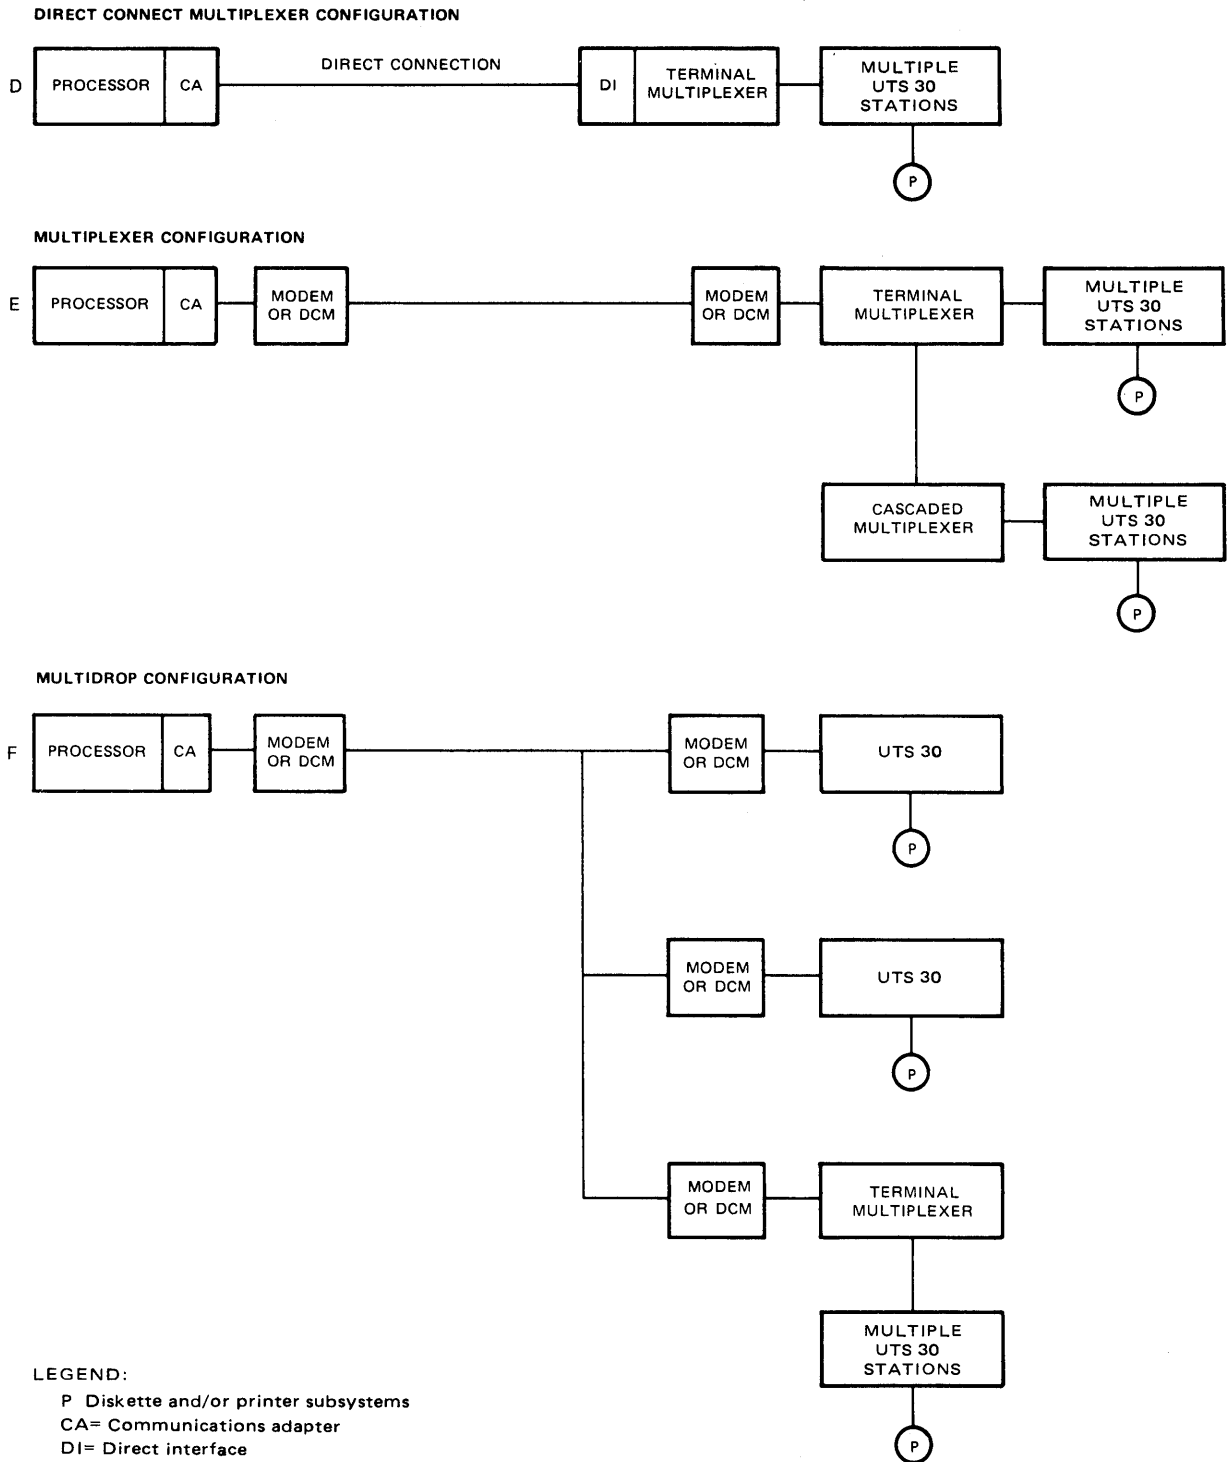 DIRECT CONNECT MULTIPLEXER CONFIGURATION
D
PROCESSOR
CA
DIRECT CONNECTION
DI
TERMINAL
MULTIPLEXER
MULTIPLE
UTS 30
STATIONS
P
MULTIPLEXER CONFIGURATION
E
PROCESSOR
CA
MODEM
OR DCM
MODEM
OR DCM
TERMINAL
MULTIPLEXER
MULTIPLE
UTS 30
STATIONS
P
CASCADED
MULTIPLEXER
MULTIPLE
UTS 30
STATIONS
P
MULTIDROP CONFIGURATION
F
PROCESSOR
CA
MODEM
OR DCM
MODEM
OR DCM
UTS 30
P
MODEM
OR DCM
UTS 30
P
MODEM
OR DCM
TERMINAL
MULTIPLEXER
MULTIPLE
UTS 30
STATIONS
P
LEGEND:
P Diskette and/or printer subsystems
CA= Communications adapter
DI= Direct interface